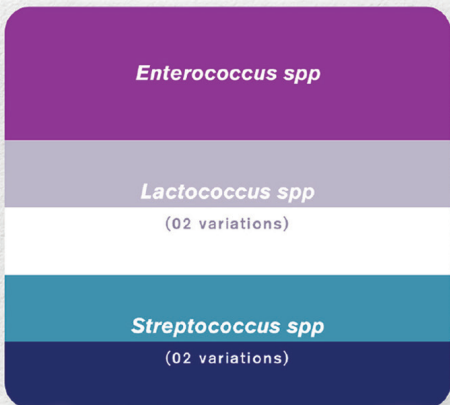 Enterococcus spp
Lactococcus spp
(02 variations)
Streptococcus spp
(02 variations)